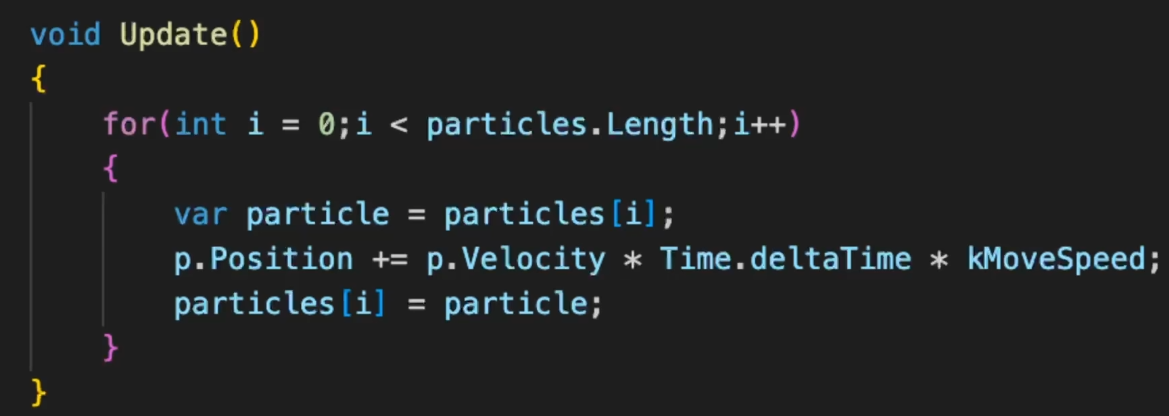 void Update()
{
    for(int i = 0;i < particles.Length;i++)
    {
        var particle = particles[i];
        p.Position += p.Velocity * Time.deltaTime * kMoveSpeed;
        particles[i] = particle;
    }
}